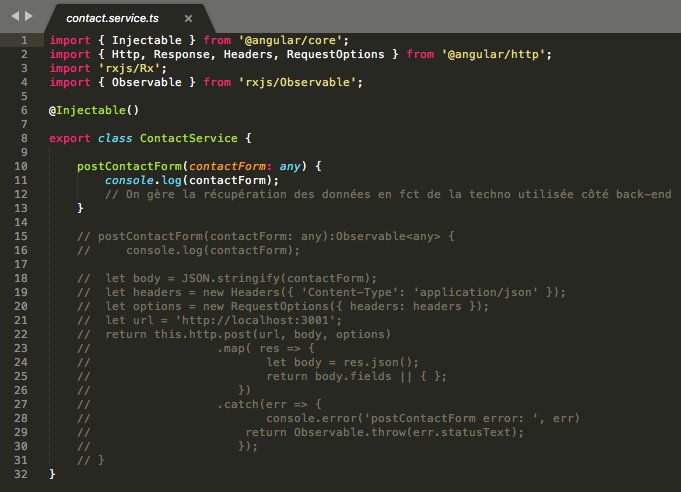 contact.service.ts
1 import { Injectable } from '@angular/core';
2 import { Http, Response, Headers, RequestOptions } from '@angular/http';
3 import 'rxjs/Rx';
4 import { Observable } from 'rxjs/Observable';
5
6 @Injectable()
7
8 export class ContactService {
9
10     postContactForm(contactForm: any) {
11         console.log(contactForm);
12         // On gère la récupération des données en fct de la techno utilisée côté back-end
13     }
14
15     // postContactForm(contactForm: any):Observable<any> {
16     //     console.log(contactForm);
17
18     //  let body = JSON.stringify(contactForm);
19     //  let headers = new Headers({ 'Content-Type': 'application/json' });
20     //  let options = new RequestOptions({ headers: headers });
21     //  let url = 'http://localhost:3001';
22     //  return this.http.post(url, body, options)
23     //                  .map( res => {
24     //                         let body = res.json();
25     //                         return body.fields || { };
26     //                     })
27     //                  .catch(err => {
28     //                         console.error('postContactForm error: ', err)
29     //                      return Observable.throw(err.statusText);
30     //                     });
31     // }
32 }